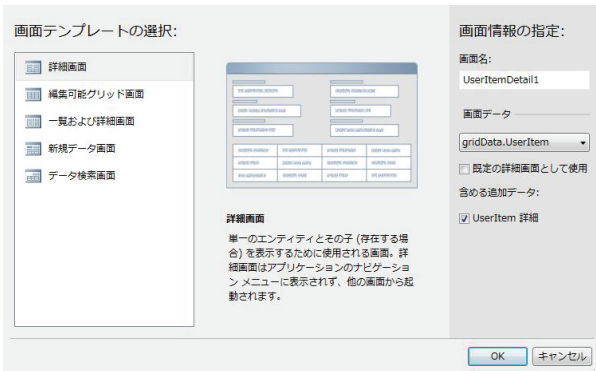 画面テンプレートの選択:
詳細画面
編集可能グリッド画面
一覧および詳細画面
新規データ画面
データ検索画面
詳細画面
単一のエンティティとその子 (存在する場
合) を表示するために使用される画面。詳
細画面はアプリケーションのナビゲーショ
ン メニューに表示されず、他の画面から起
動されます。
画面情報の指定:
画面名:
UserItemDetail1
画面データ
gridData.UserItem
既定の詳細画面として使用
含める追加データ:
UserItem 詳細
OK
キャンセル